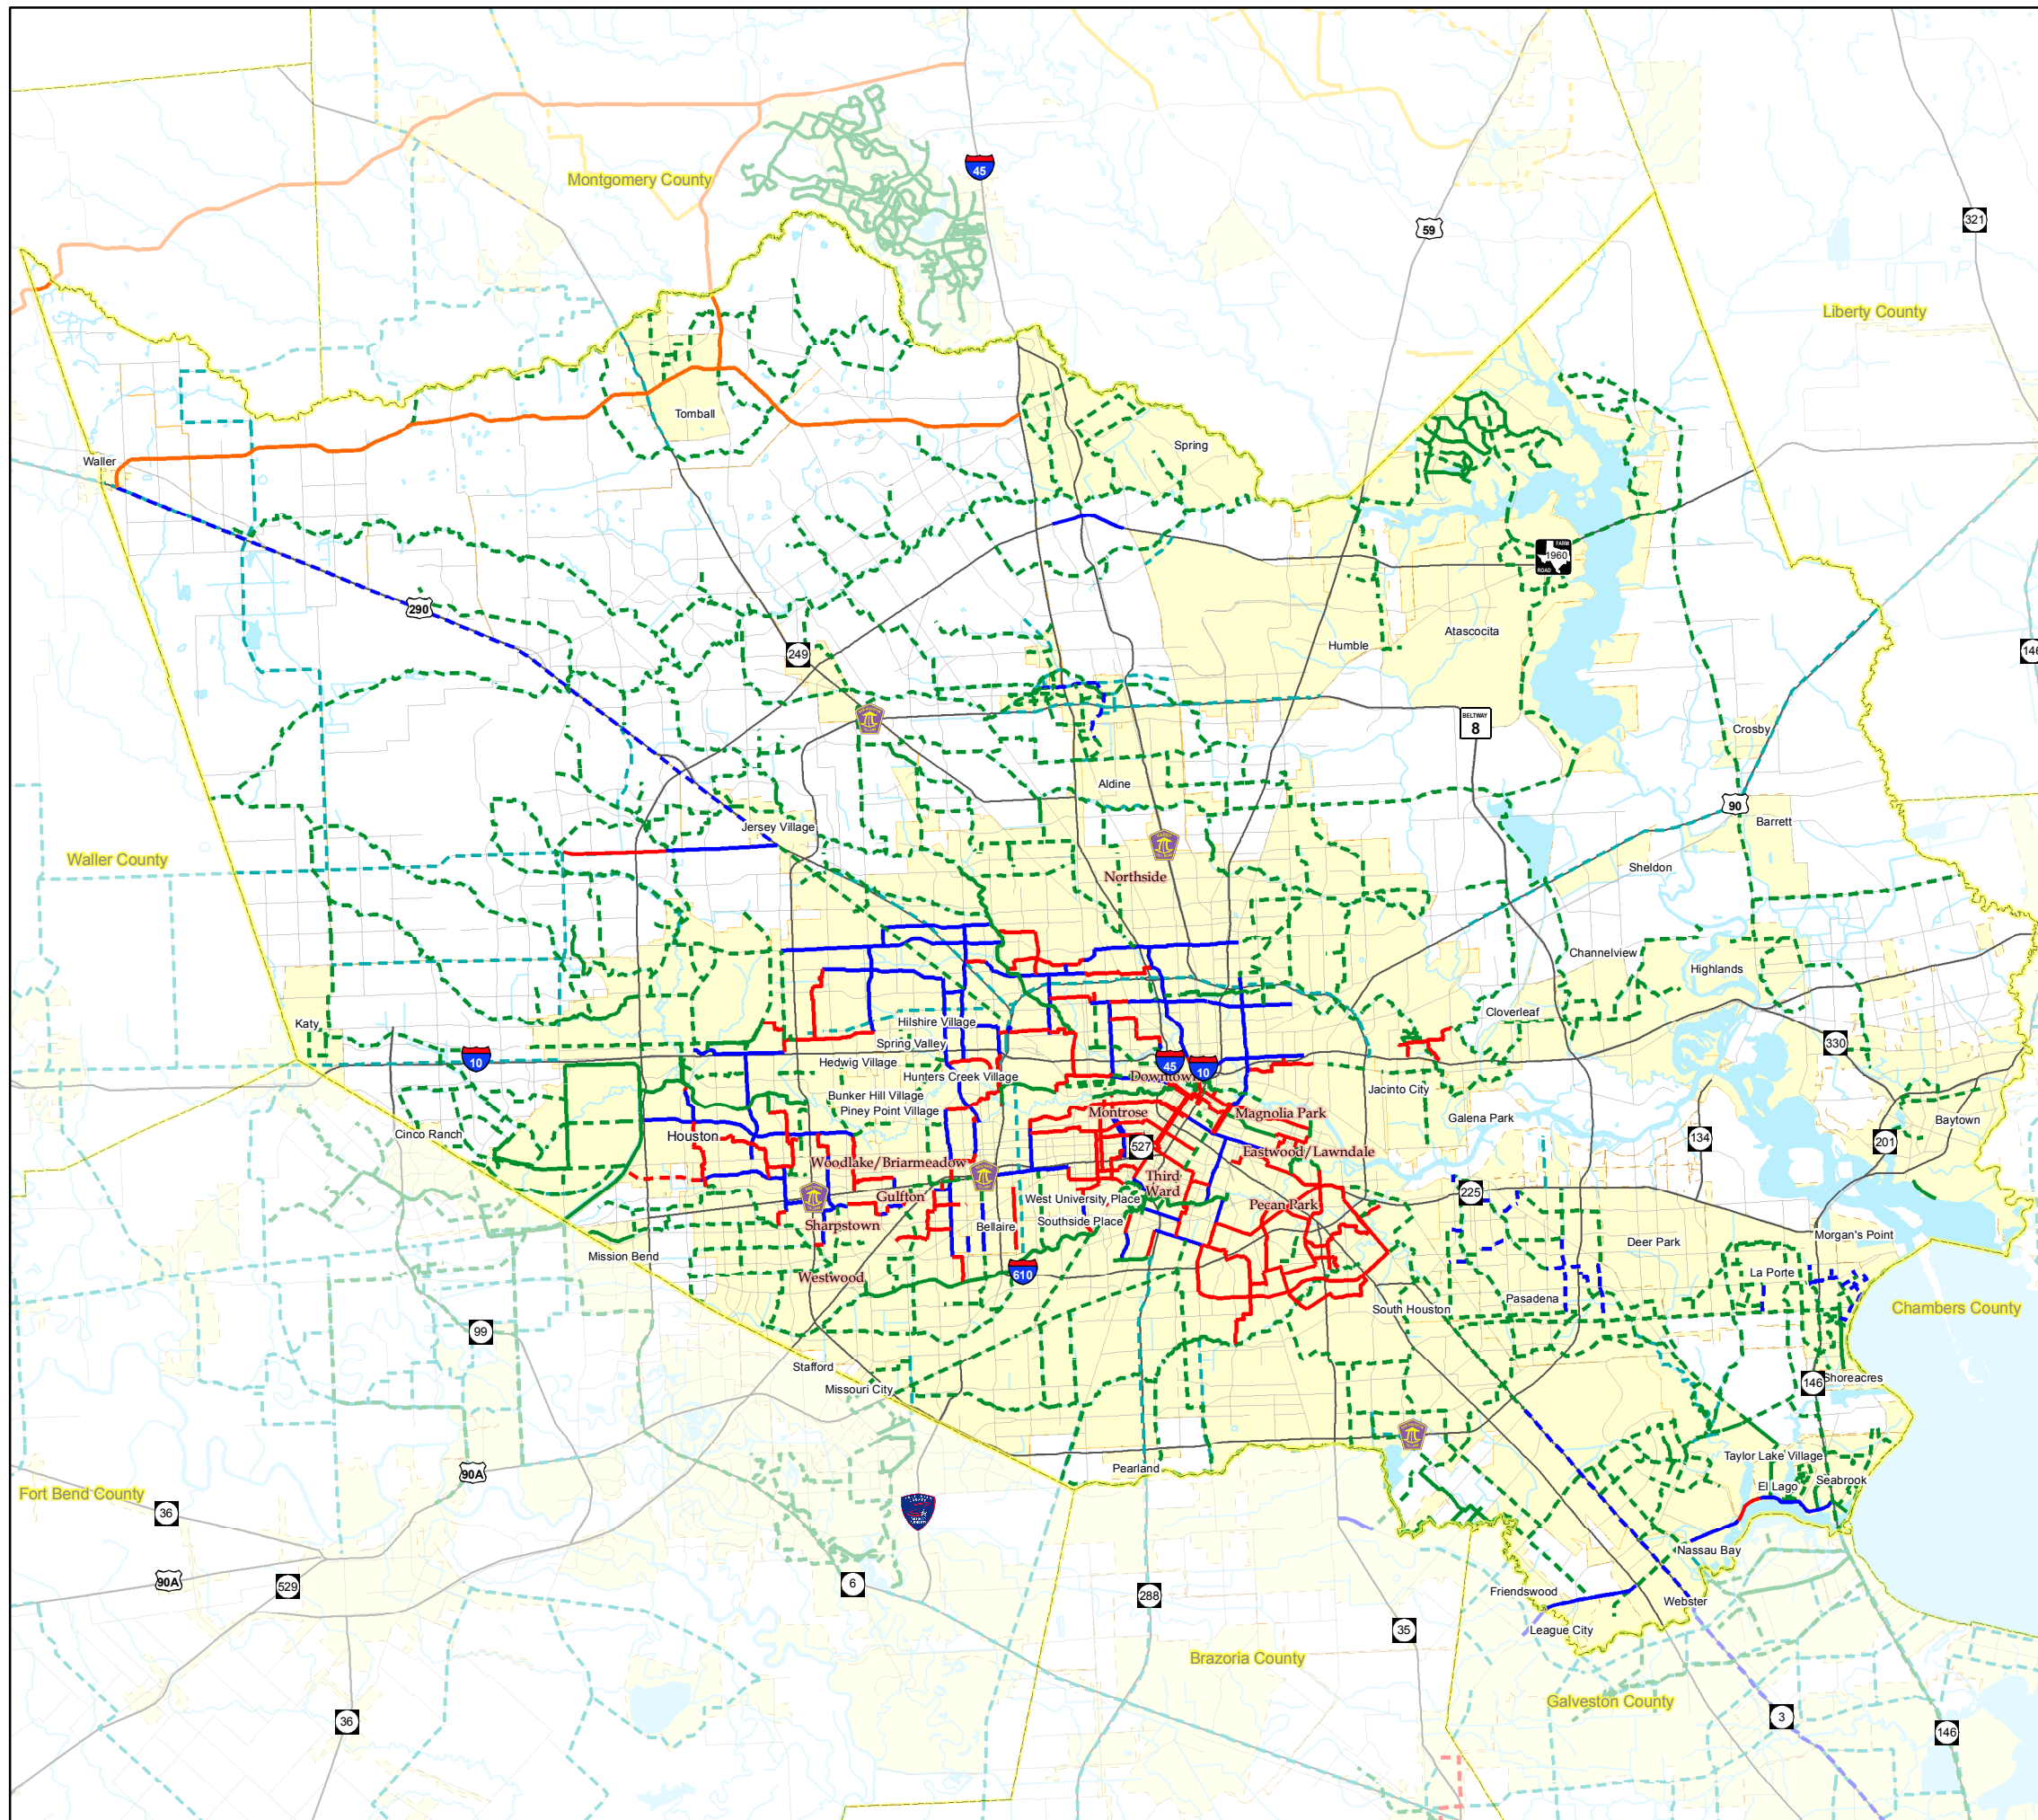 45
Montgomery County
59
321
Liberty County
Tomball
Spring
Waller
FARM
1960
ROAD
290
249
Humble
Atascocita
146
BELTWAY
8
Crosby
Aldine
90
Barrett
Jersey Village
Waller County
Sheldon
Northside
Channelview
Highlands
Katy
Hilshire Village
Cloverleaf
Spring Valley
330
10
Hedwig Village
45
10
Hunters Creek Village
Downtown
Jacinto City
Bunker Hill Village
Piney Point Village
Montrose
Magnolia Park
Galena Park
Baytown
Cinco Ranch
Houston
527
134
201
Eastwood/Lawndale
Woodlake/Briarmeadow
Third
Ward
Gulfton
West University Place
225
Pecan Park
Sharpstown
Bellaire
Southside Place
Morgan's Point
Mission Bend
Deer Park
Westwood
610
La Porte
Pasadena
South Houston
Chambers County
99
Stafford
Missouri City
146
Shoreacres
Pearland
Taylor Lake Village
90A
Seabrook
El Lago
Fort Bend County
36
Nassau Bay
90A
529
6
288
Friendswood
Webster
35
League City
Brazoria County
Galveston County
36
3
146